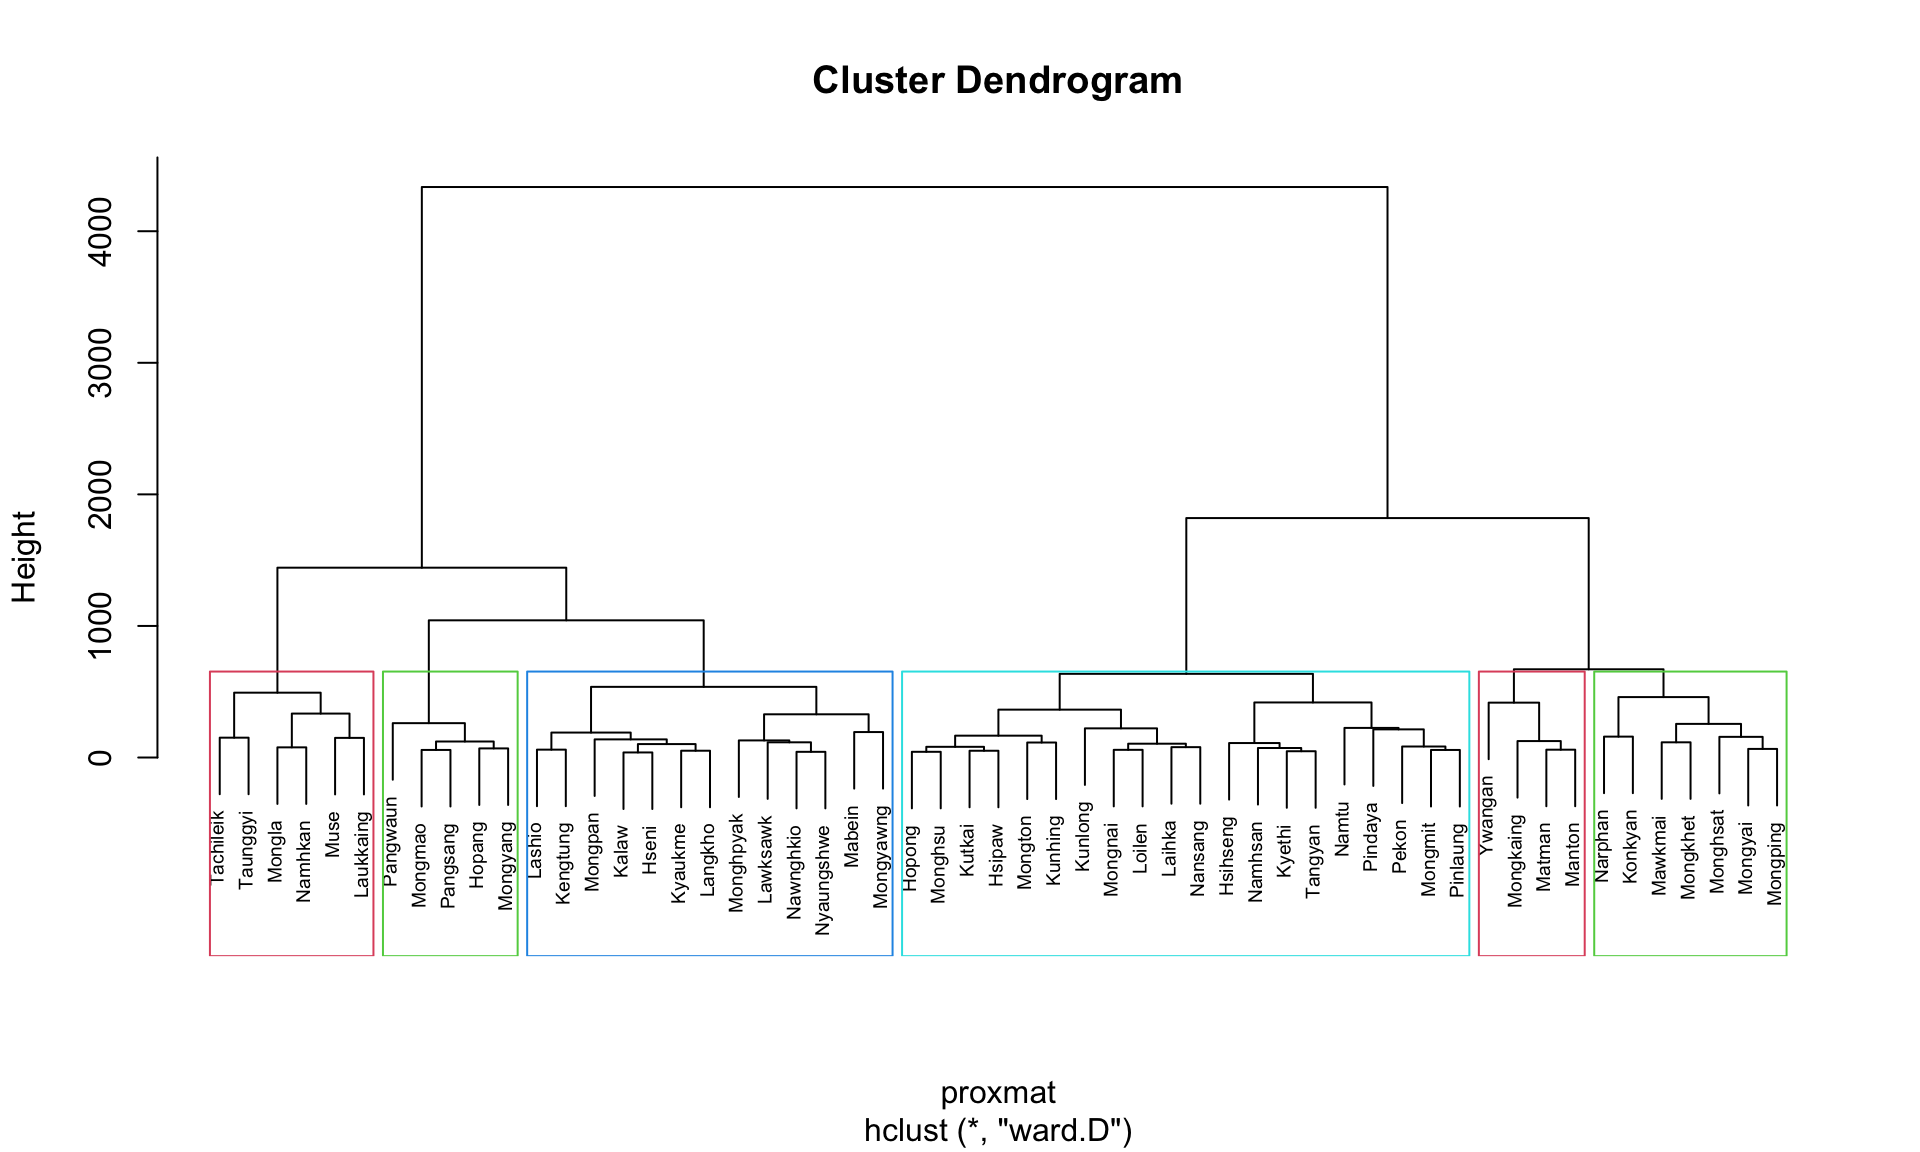 Cluster Dendrogram
Height
4000
3000
2000
1000
0
Tachileik
Taunggyi
Mongla
Namhkan
Muse
Laukkaing
Pangwaun
Mongmao
Pangsang
Hopang
Mongyang
Lashio
Kengtung
Mongpan
Kalaw
Hseni
Kyaukme
Langkho
Monghpyak
Lawksawk
Nawnghkio
Nyaungshwe
Mabein
Mongyawng
Hopong
Monghsu
Kutkai
Hsipaw
Mongton
Kunhing
Kunlong
Mongnai
Loilen
Laihka
Nansang
Hsihseng
Namhsan
Kyethi
Tangyan
Namtu
Pindaya
Pekon
Mongmit
Pinlaung
Ywangan
Mongkaing
Matman
Manton
Narphan
Konkyan
Mawkmai
Mongkhet
Monghsat
Mongyai
Mongping
proxmat
hclust (*, "ward.D")